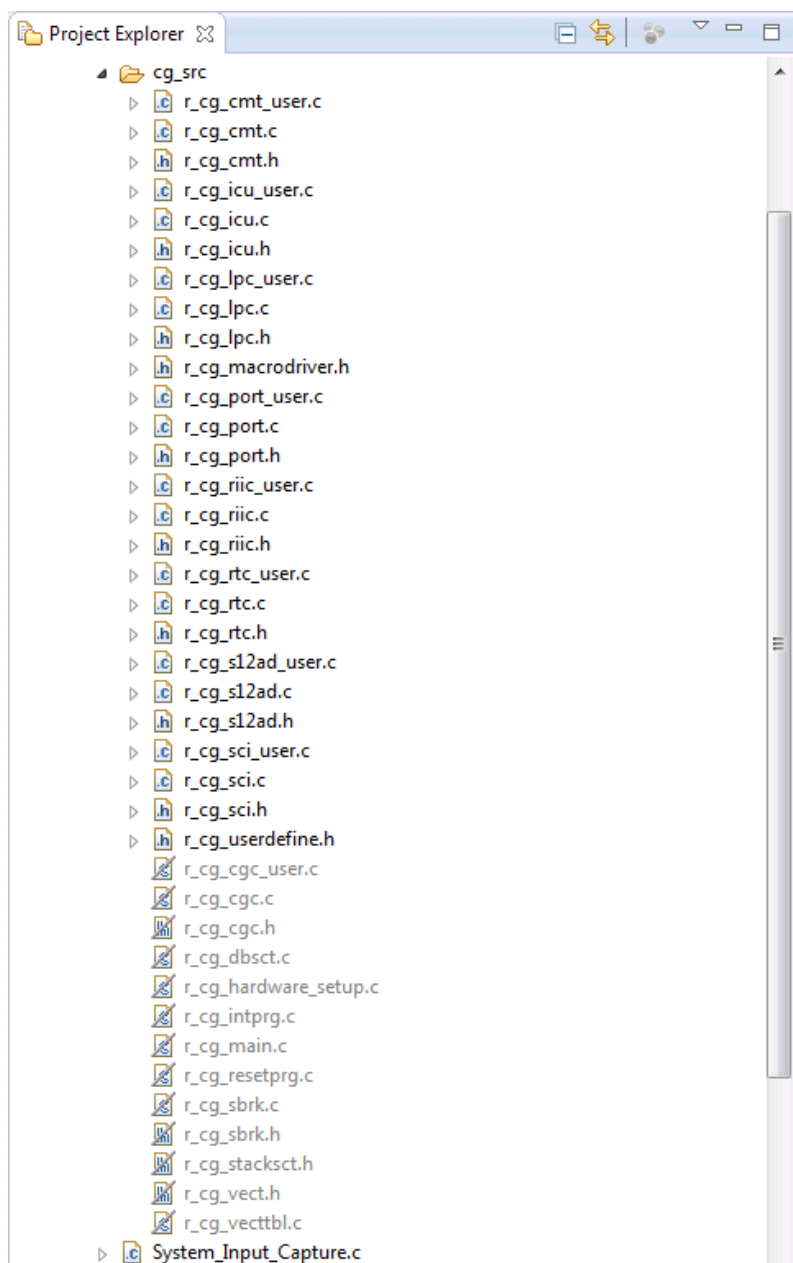 Project Explorer
cg_src
r_cg_cmt_user.c
r_cg_cmt.c
r_cg_cmt.h
r_cg_icu_user.c
r_cg_icu.c
r_cg_icu.h
r_cg_lpc_user.c
r_cg_lpc.c
r_cg_lpc.h
r_cg_macrodriver.h
r_cg_port_user.c
r_cg_port.c
r_cg_port.h
r_cg_riic_user.c
r_cg_riic.c
r_cg_riic.h
r_cg_rtc_user.c
r_cg_rtc.c
r_cg_rtc.h
r_cg_s12ad_user.c
r_cg_s12ad.c
r_cg_s12ad.h
r_cg_sci_user.c
r_cg_sci.c
r_cg_sci.h
r_cg_userdefine.h
r_cg_cgc_user.c
r_cg_cgc.c
r_cg_cgc.h
r_cg_dbsct.c
r_cg_hardware_setup.c
r_cg_intprg.c
r_cg_main.c
r_cg_resetprg.c
r_cg_sbrk.c
r_cg_sbrk.h
r_cg_stacksct.h
r_cg_vect.h
r_cg_vecttbl.c
System_Input_Capture.c